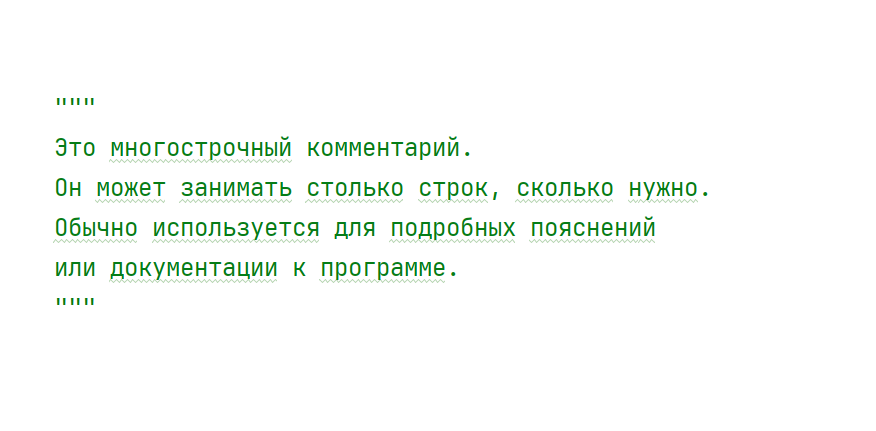 """
Это многострочный комментарий.
Он может занимать столько строк, сколько нужно.
Обычно используется для подробных пояснений
или документации к программе.
"""